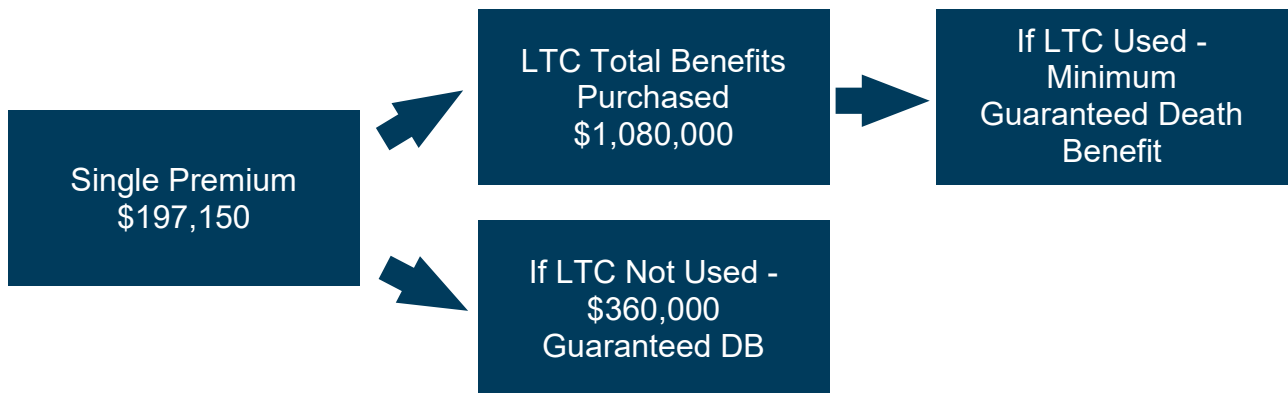 Single Premium
$197,150
LTC Total Benefits
Purchased
$1,080,000
If LTC Used -
Minimum
Guaranteed Death
Benefit
If LTC Not Used -
$360,000
Guaranteed DB